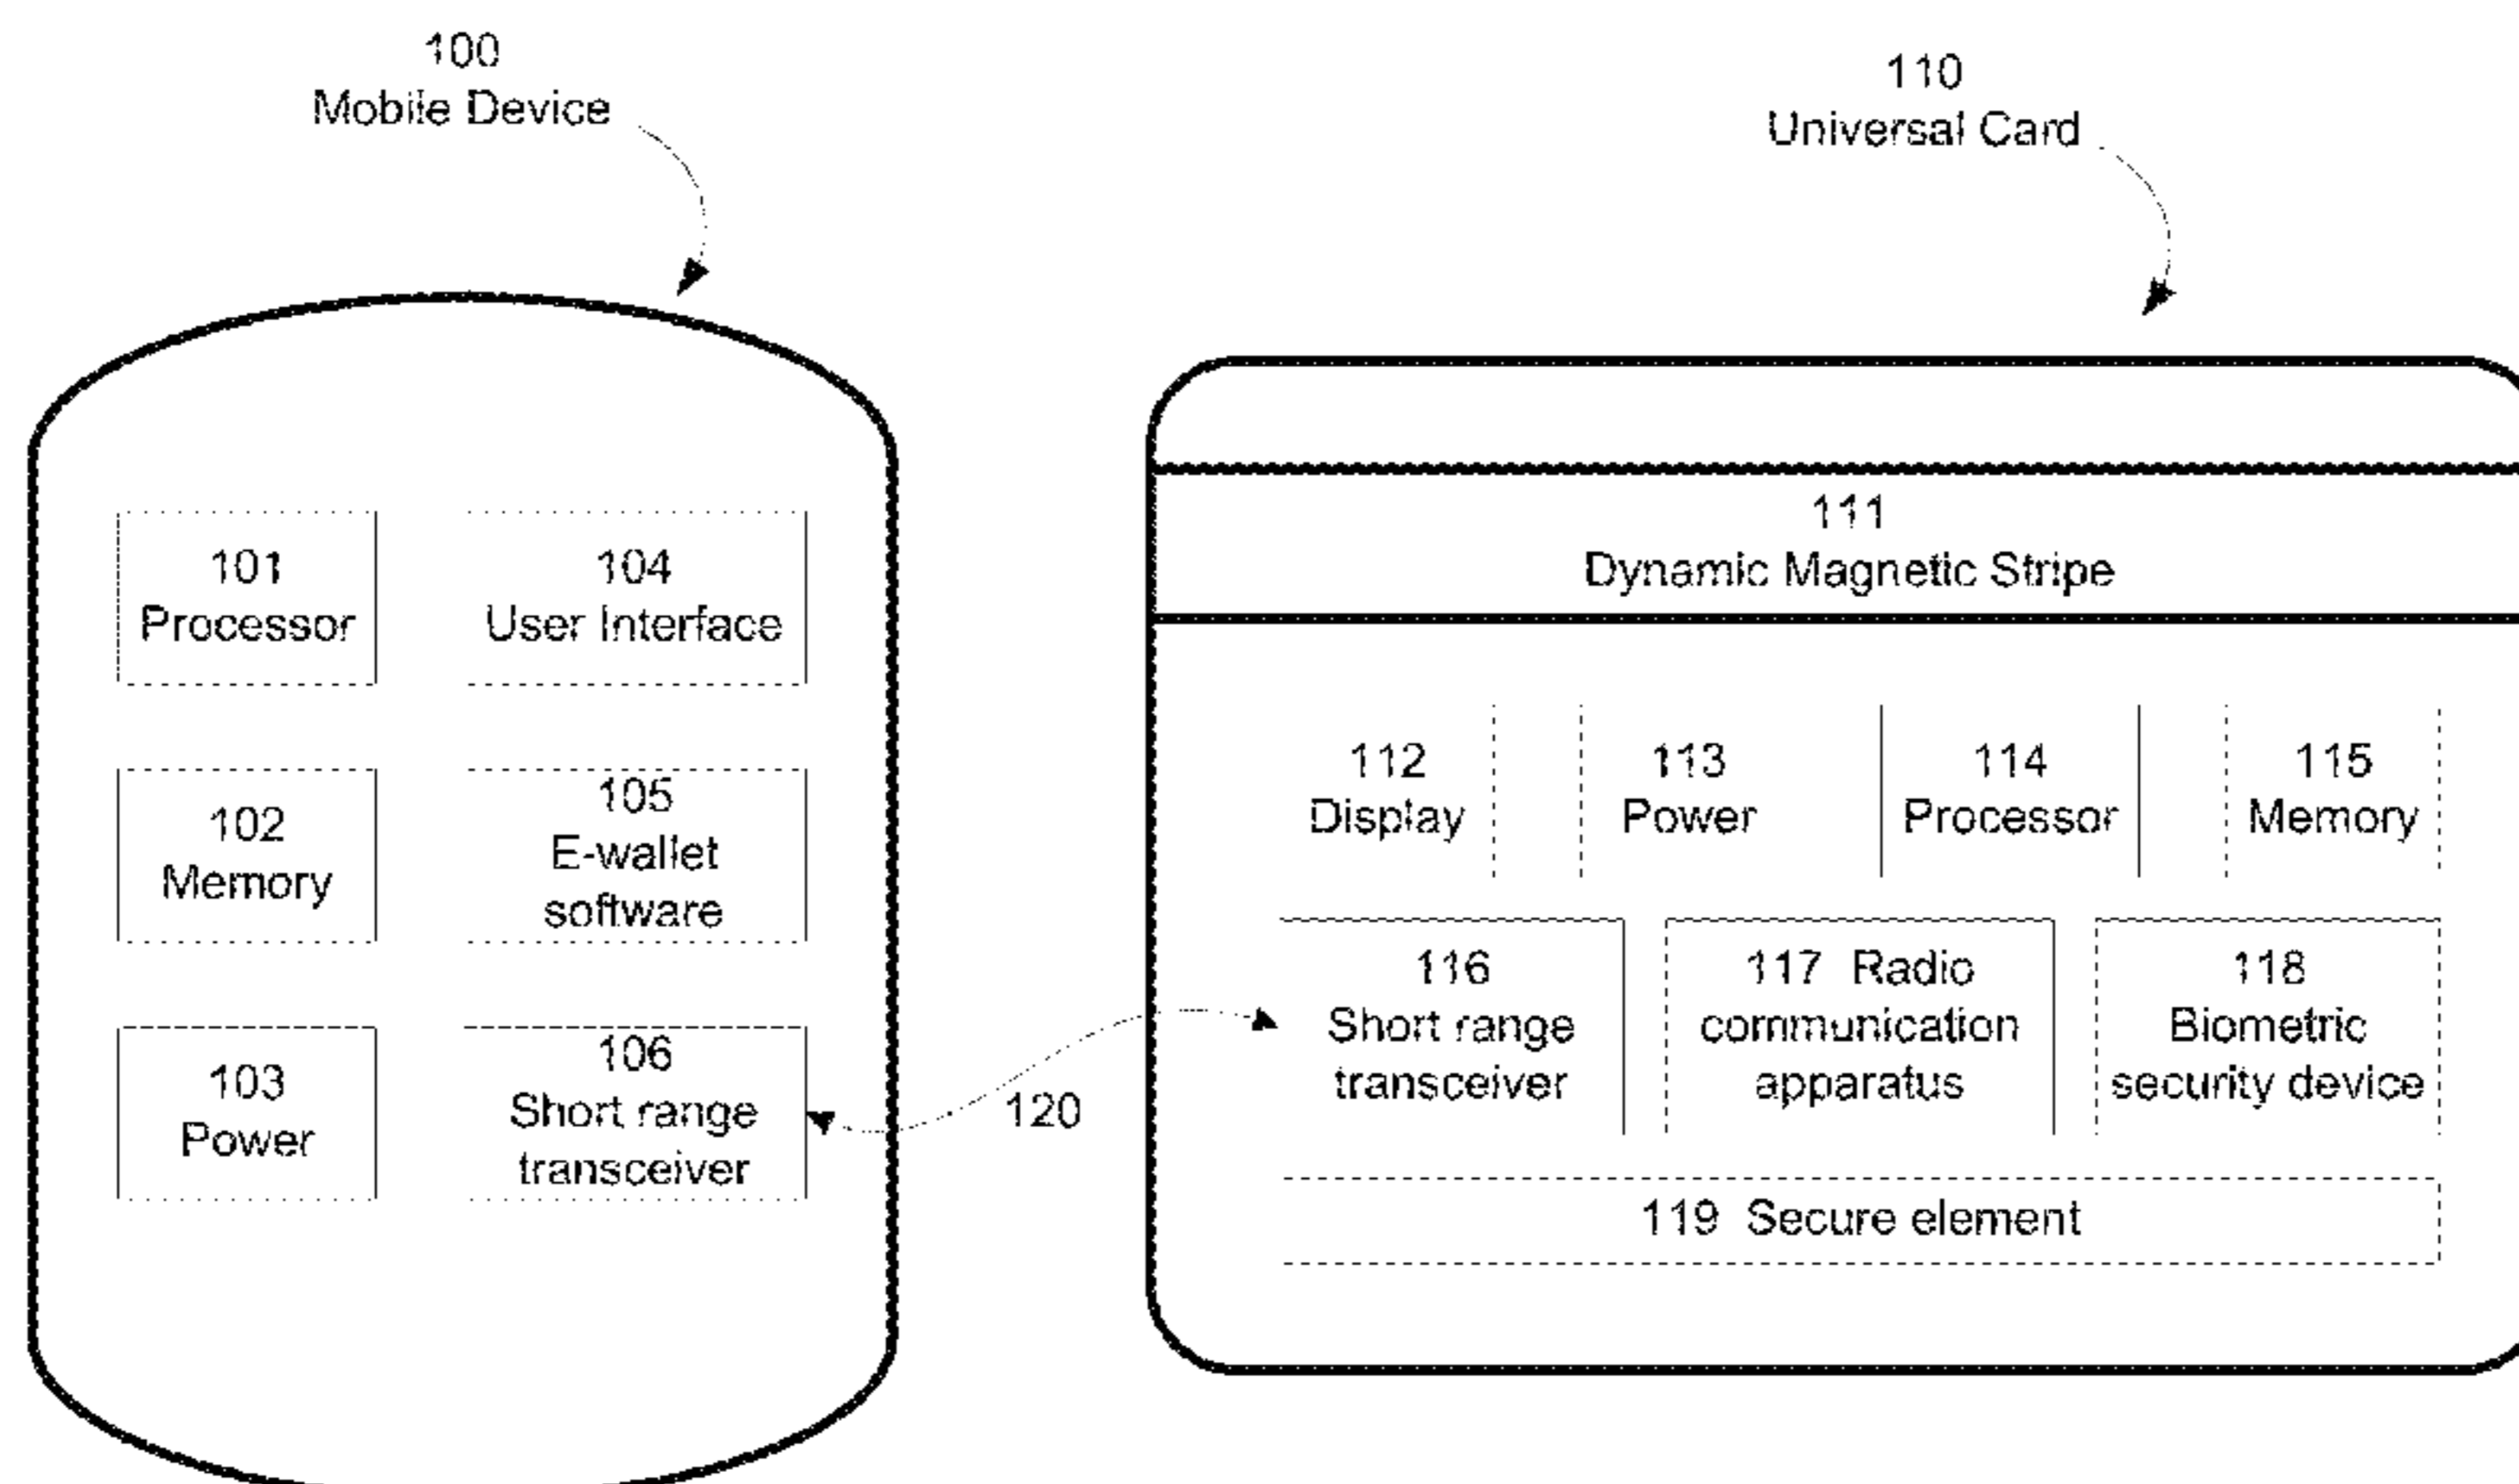 100
Mobile Device
110
Universal Card
101
Processor
104
User Interface
102
Memory
105
E-wallet
software
103
Power
106
Short range
transceiver
120
111
Dynamic Magnetic Stripe
112
Display
113
Power
114
Processor
115
Memory
116
Short range
transceiver
117 Radio
communication
apparatus
118
Biometric
security device
119 Secure element